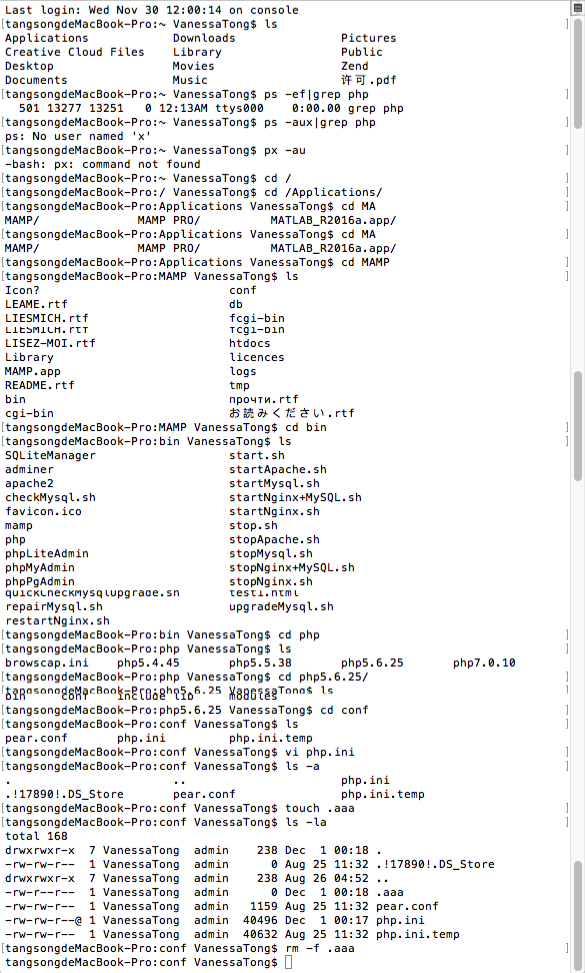 Last login: Wed Nov 30 12:00:14 on console
[tangsongdeMacBook-Pro:~ VanessaTong$ ls ]
Applications Downloads Pictures
Creative Cloud Files Library Public
Desktop Movies Zend
Documents Music 许可.pdf
[tangsongdeMacBook-Pro:~ VanessaTong$ ps -ef|grep php ]
501 13277 13251 0 12:13AM ttys000 0:00.00 grep php
[tangsongdeMacBook-Pro:~ VanessaTong$ ps -aux|grep php ]
ps: No user named 'x'
[tangsongdeMacBook-Pro:~ VanessaTong$ px -au ]
-bash: px: command not found
[tangsongdeMacBook-Pro:~ VanessaTong$ cd / ]
[tangsongdeMacBook-Pro:/ VanessaTong$ cd /Applications/ ]
[tangsongdeMacBook-Pro:Applications VanessaTong$ cd MA ]
MAMP/ MAMP PRO/ MATLAB_R2016a.app/
[tangsongdeMacBook-Pro:Applications VanessaTong$ cd MA ]
MAMP/ MAMP PRO/ MATLAB_R2016a.app/
[tangsongdeMacBook-Pro:Applications VanessaTong$ cd MAMP ]
[tangsongdeMacBook-Pro:MAMP VanessaTong$ ls ]
Icon? conf
LEAME.rtf db
LIESMICH.rtf fcgi-bin
LIESMICH.rtf fcgi-bin
LISEZ-MOI.rtf htdocs
Library licences
MAMP.app logs
README.rtf tmp
bin прочти.rtf
cgi-bin お読みください.rtf
[tangsongdeMacBook-Pro:MAMP VanessaTong$ cd bin ]
[tangsongdeMacBook-Pro:bin VanessaTong$ ls ]
SQLiteManager start.sh
adminer startApache.sh
apache2 startMysql.sh
checkMysql.sh startNginx+MySQL.sh
favicon.ico startNginx.sh
mamp stop.sh
php stopApache.sh
phpLiteAdmin stopMysql.sh
phpMyAdmin stopNginx+MySQL.sh
phpPgAdmin stopNginx.sh
quickCheckMysqlUpgrade.sh test1.html
repairMysql.sh upgradeMysql.sh
restartNginx.sh
[tangsongdeMacBook-Pro:bin VanessaTong$ cd php ]
[tangsongdeMacBook-Pro:php VanessaTong$ ls ]
browscap.ini php5.4.45 php5.5.38 php5.6.25 php7.0.10
[tangsongdeMacBook-Pro:php VanessaTong$ cd php5.6.25/ ]
[tangsongdeMacBook-Pro:php5.6.25 VanessaTong$ ls ]
bin conf include lib modules
[tangsongdeMacBook-Pro:php5.6.25 VanessaTong$ cd conf ]
[tangsongdeMacBook-Pro:conf VanessaTong$ ls ]
pear.conf php.ini php.ini.temp
[tangsongdeMacBook-Pro:conf VanessaTong$ vi php.ini ]
[tangsongdeMacBook-Pro:conf VanessaTong$ ls -a ]
. .. php.ini
.!17890!.DS_Store pear.conf php.ini.temp
[tangsongdeMacBook-Pro:conf VanessaTong$ touch .aaa ]
[tangsongdeMacBook-Pro:conf VanessaTong$ ls -la ]
total 168
drwxrwxr-x 7 VanessaTong admin 238 Dec 1 00:18 .
-rw-rw-r-- 1 VanessaTong admin 0 Aug 25 11:32 .!17890!.DS_Store
drwxrwxr-x 7 VanessaTong admin 238 Aug 26 04:52 ..
-rw-r--r-- 1 VanessaTong admin 0 Dec 1 00:18 .aaa
-rw-rw-r-- 1 VanessaTong admin 1159 Aug 25 11:32 pear.conf
-rw-rw-r--@ 1 VanessaTong admin 40496 Dec 1 00:17 php.ini
-rw-rw-r-- 1 VanessaTong admin 40632 Aug 25 11:32 php.ini.temp
[tangsongdeMacBook-Pro:conf VanessaTong$ rm -f .aaa ]
tangsongdeMacBook-Pro:conf VanessaTong$